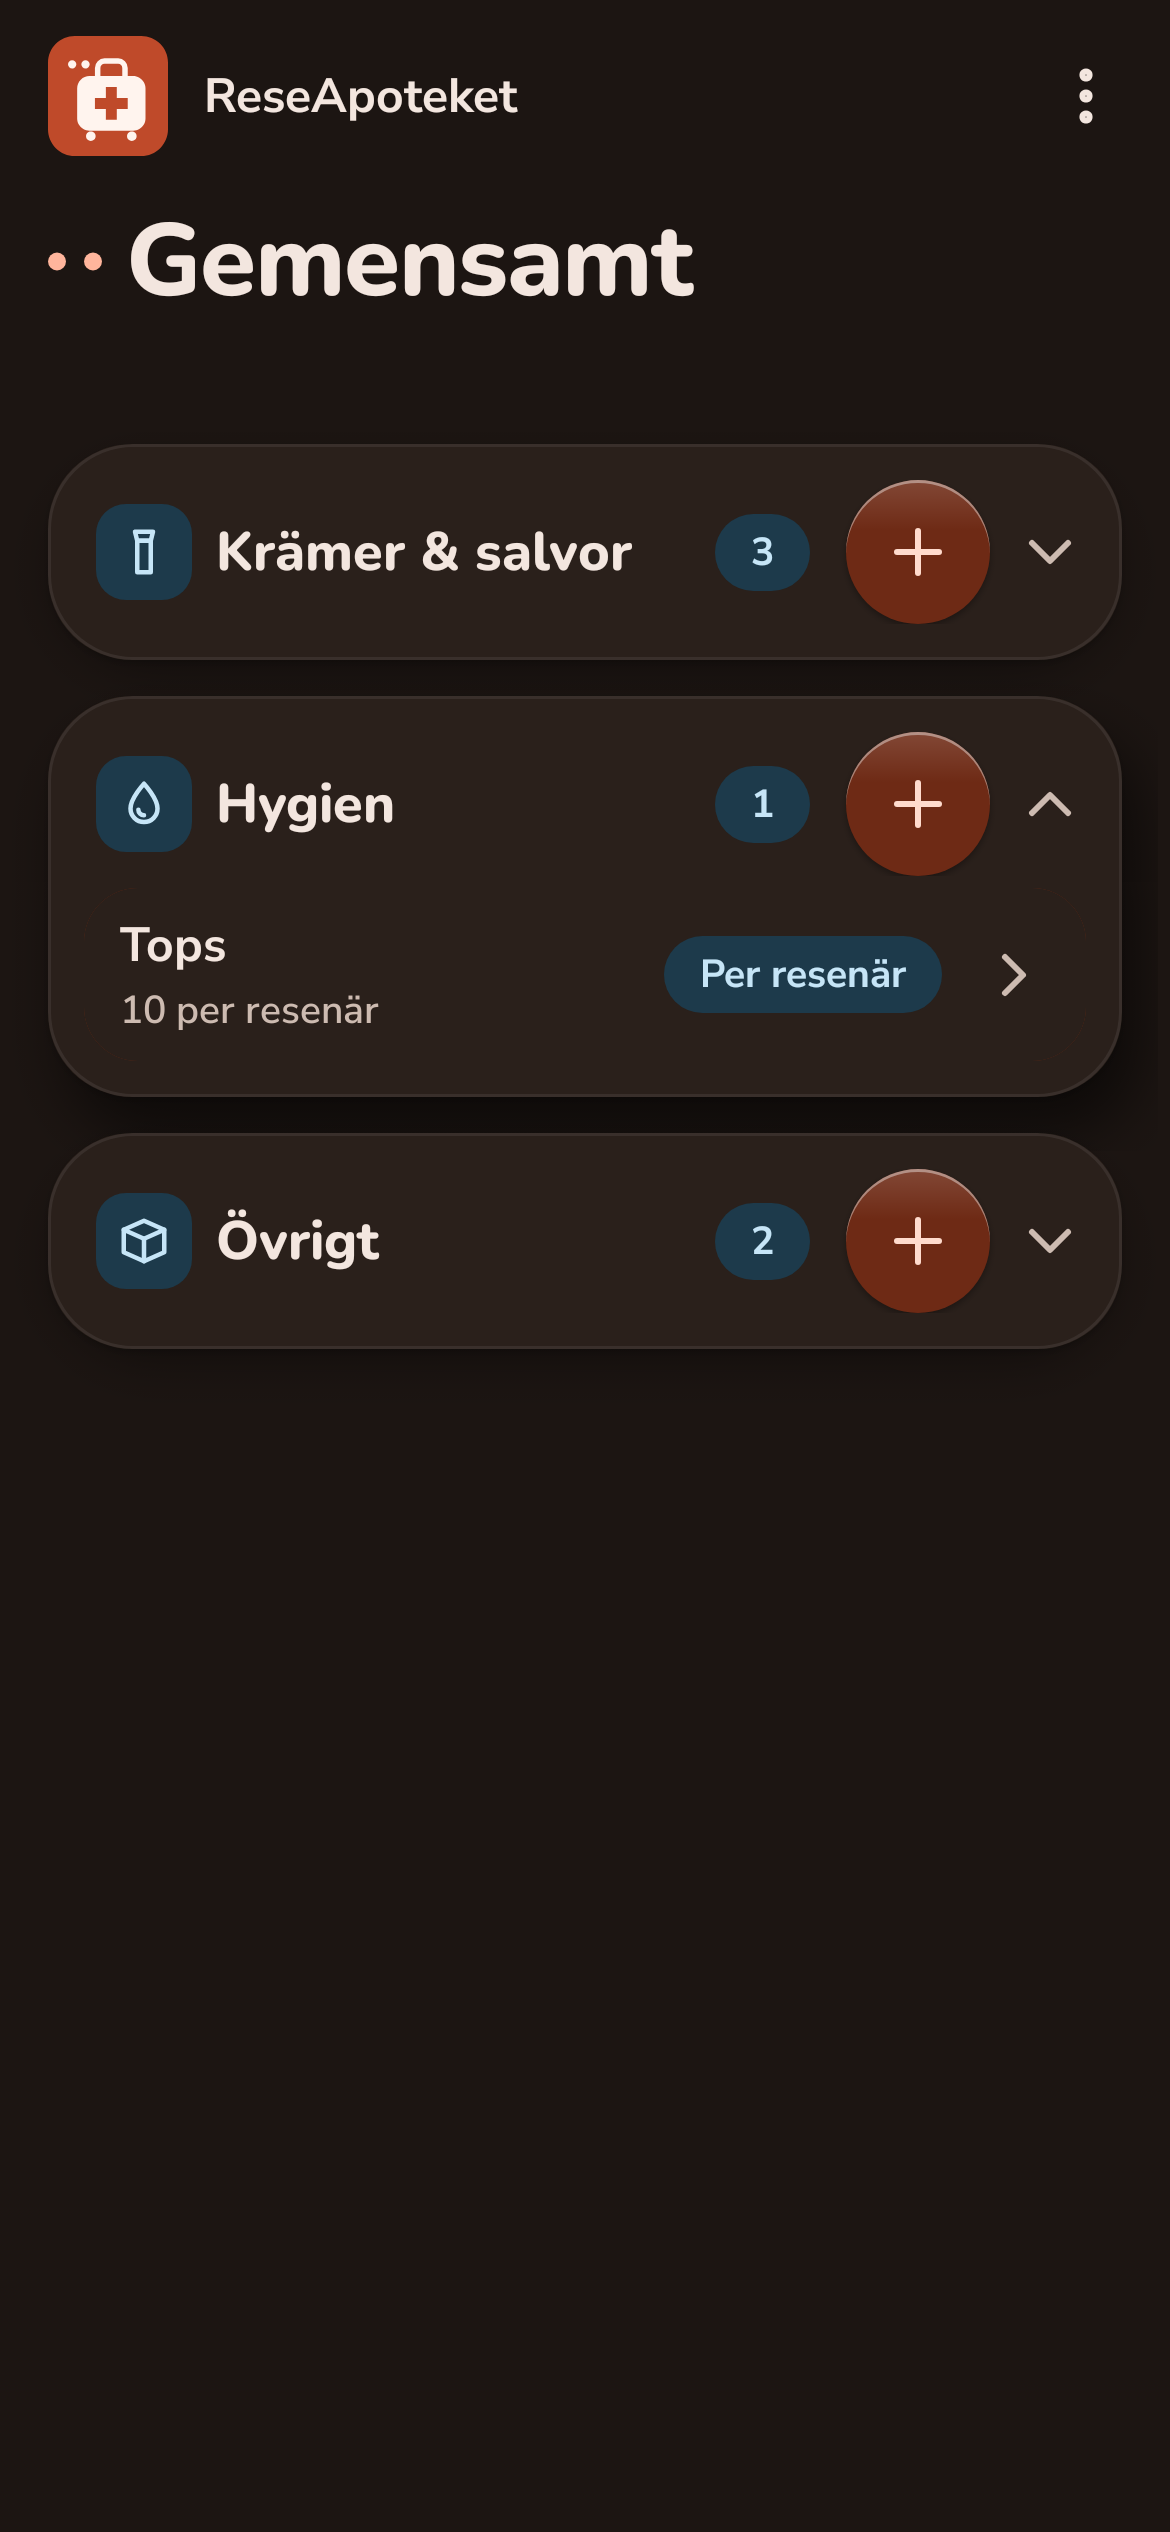 ReseApoteket
Gemensamt
Krämer & salvor
3
Hygien
1
Tops
10 per resenär
Per resenär
Övrigt
2